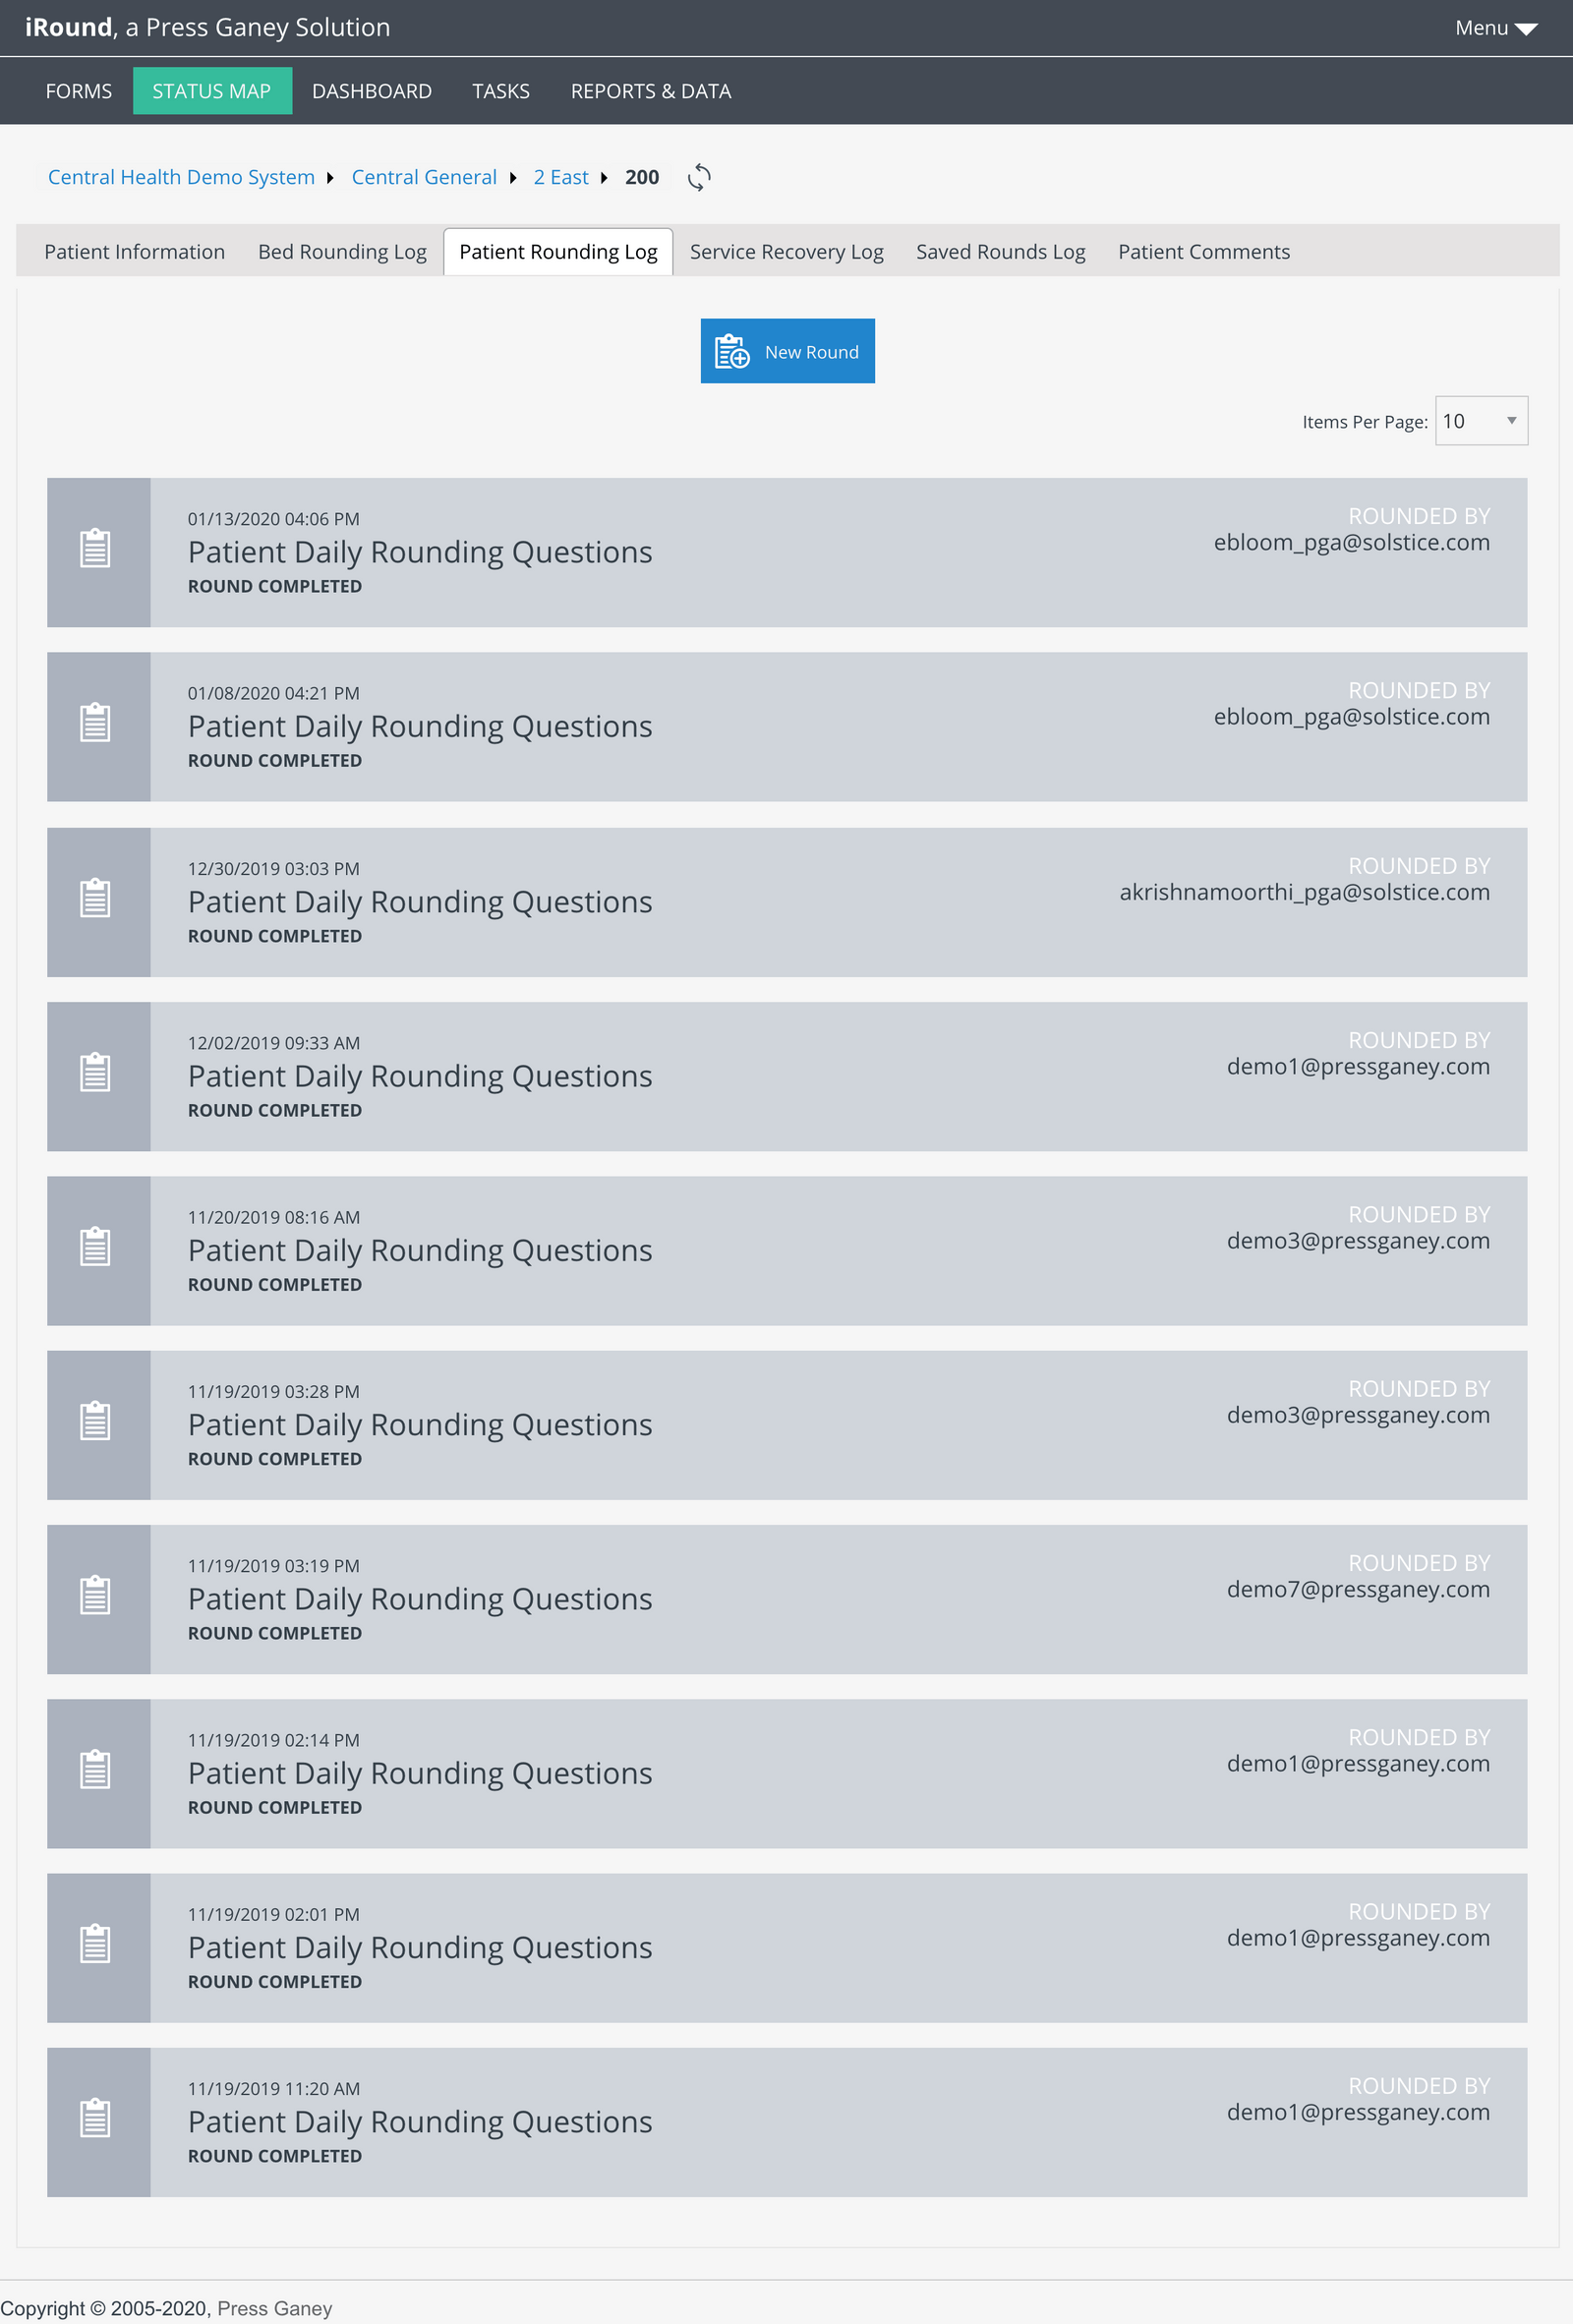 iRound, a Press Ganey Solution
Menu
FORMS STATUS MAP DASHBOARD TASKS REPORTS & DATA
Central Health Demo System Central General 2 East 200
Patient Information Bed Rounding Log Patient Rounding Log Service Recovery Log Saved Rounds Log Patient Comments
New Round
Items Per Page: 10
01/13/2020 04:06 PM
Patient Daily Rounding Questions
ROUND COMPLETED
ROUNDED BY
ebloom_pga@solstice.com
01/08/2020 04:21 PM
Patient Daily Rounding Questions
ROUND COMPLETED
ROUNDED BY
ebloom_pga@solstice.com
12/30/2019 03:03 PM
Patient Daily Rounding Questions
ROUND COMPLETED
ROUNDED BY
akrishnamoorthi_pga@solstice.com
12/02/2019 09:33 AM
Patient Daily Rounding Questions
ROUND COMPLETED
ROUNDED BY
demo1@pressganey.com
11/20/2019 08:16 AM
Patient Daily Rounding Questions
ROUND COMPLETED
ROUNDED BY
demo3@pressganey.com
11/19/2019 03:28 PM
Patient Daily Rounding Questions
ROUND COMPLETED
ROUNDED BY
demo3@pressganey.com
11/19/2019 03:19 PM
Patient Daily Rounding Questions
ROUND COMPLETED
ROUNDED BY
demo7@pressganey.com
11/19/2019 02:14 PM
Patient Daily Rounding Questions
ROUND COMPLETED
ROUNDED BY
demo1@pressganey.com
11/19/2019 02:01 PM
Patient Daily Rounding Questions
ROUND COMPLETED
ROUNDED BY
demo1@pressganey.com
11/19/2019 11:20 AM
Patient Daily Rounding Questions
ROUND COMPLETED
ROUNDED BY
demo1@pressganey.com
Copyright © 2005-2020, Press Ganey